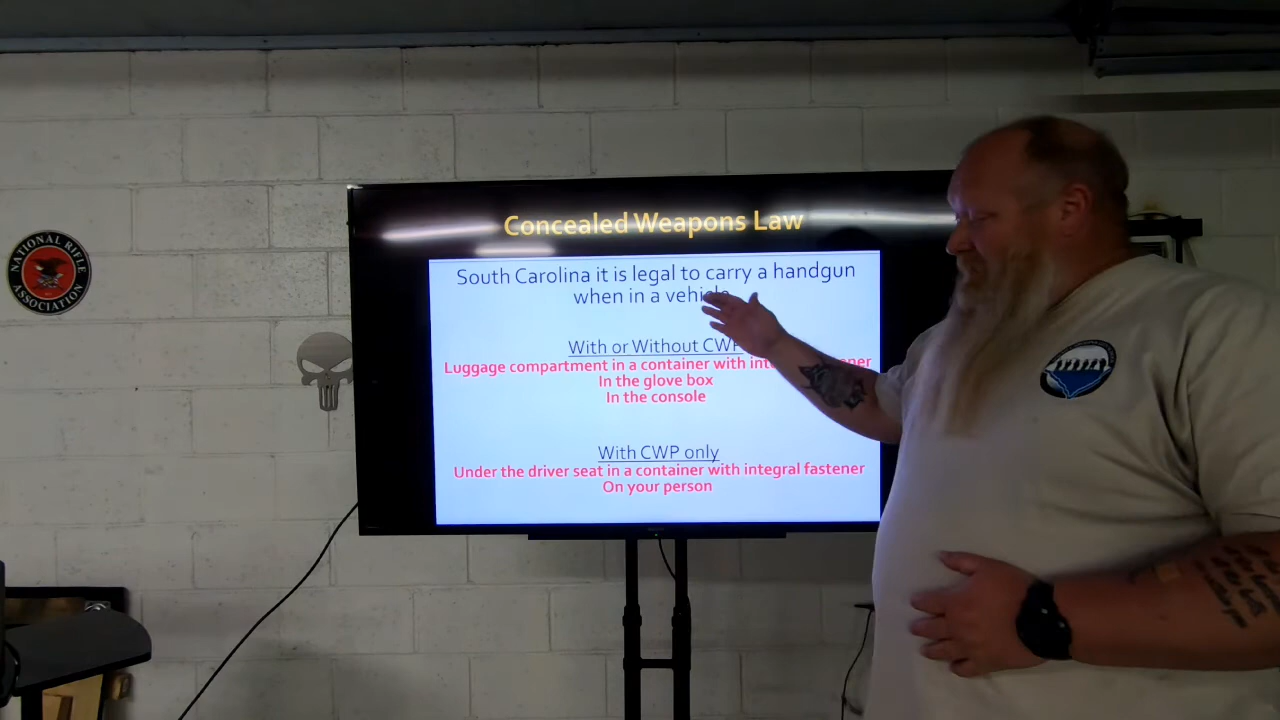 Concealed Weapons Law
South Carolina it is legal to carry a handgun
when in a vehicle
With or Without CWP
Luggage compartment in a container with
In the glove box
In the console
With CWP only
Under the driver seat in a container with integral fastener
On your person
NATIONAL RIFLE
ASSOCIATION